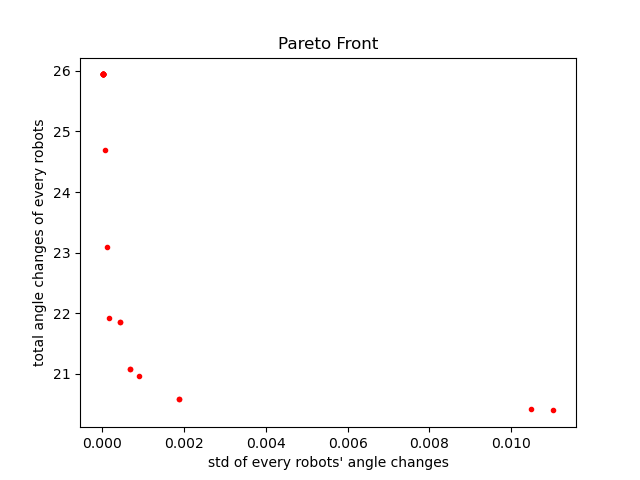 Pareto Front
total angle changes of every robots
26
25
24
23
22
21
0.000 0.002 0.004 0.006 0.008 0.010
std of every robots' angle changes